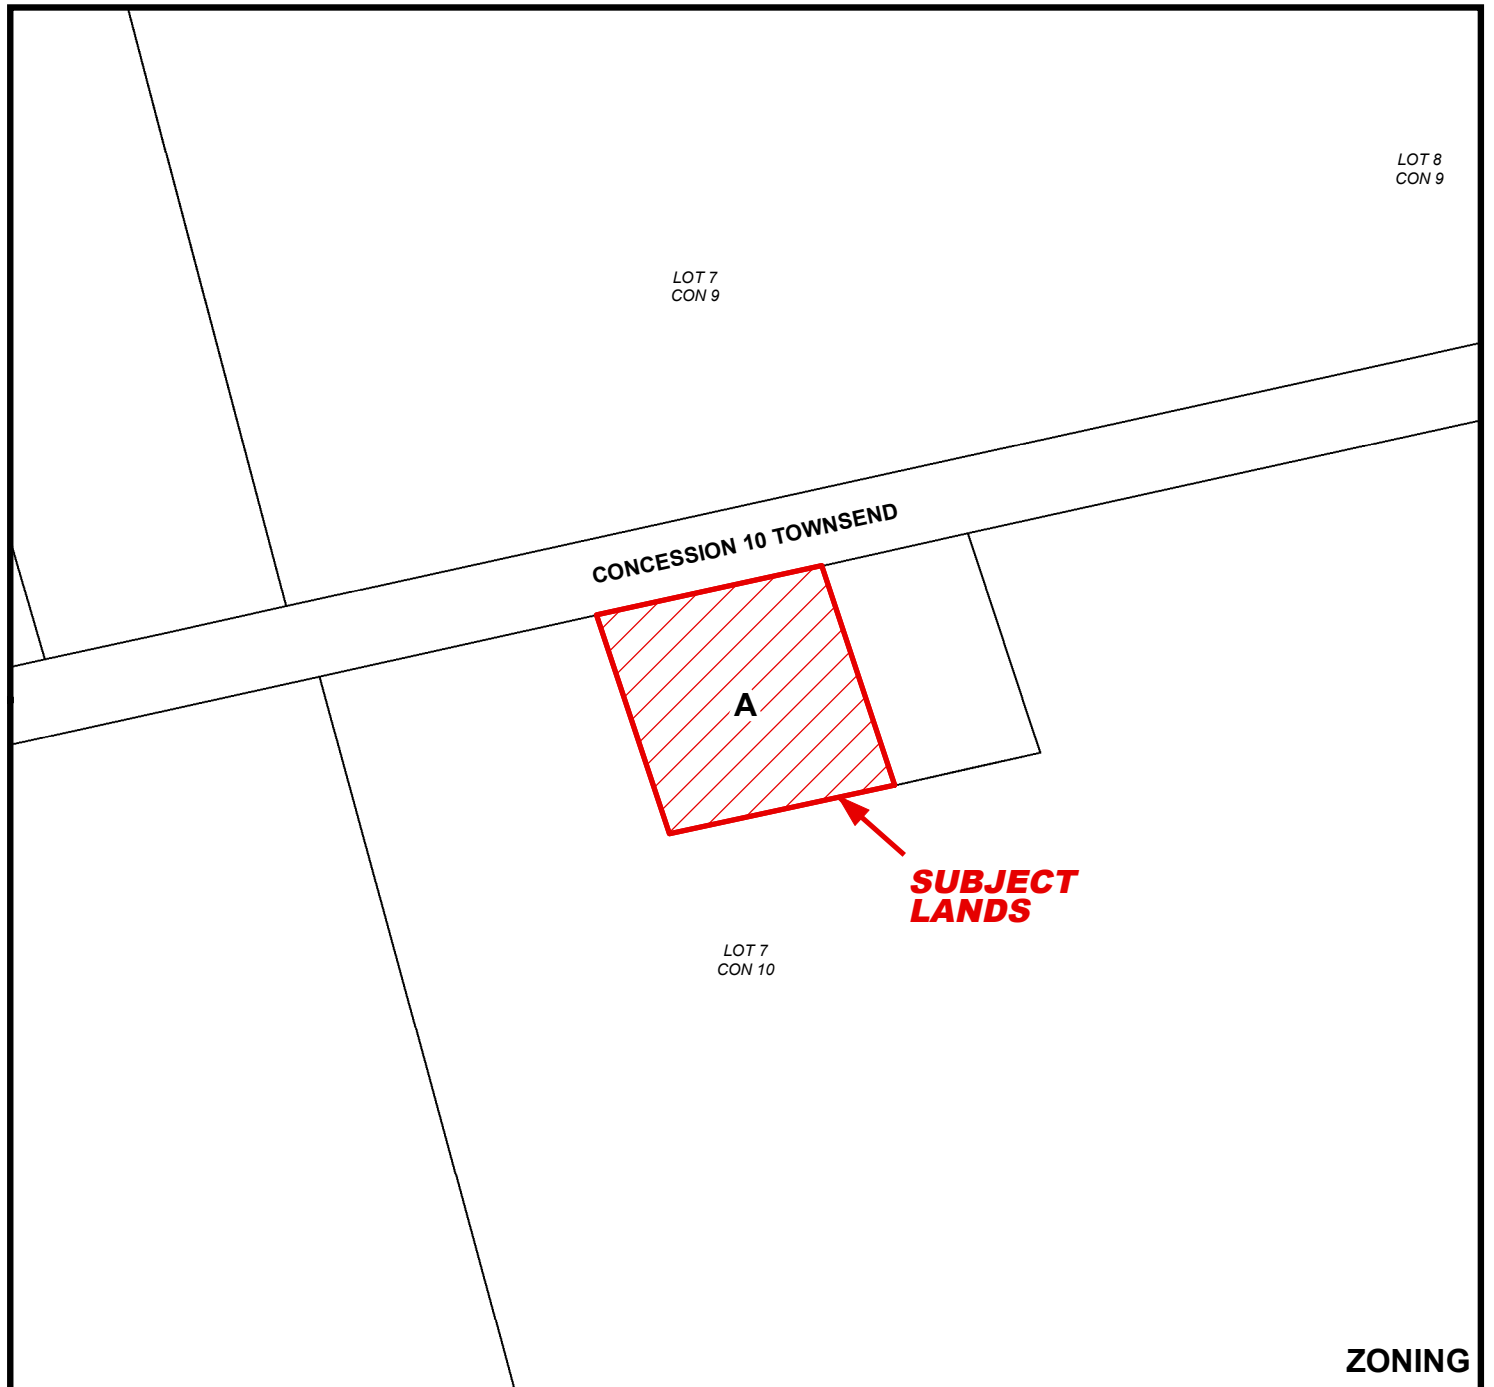 LOT 8
CON 9
LOT 7
CON 9
CONCESSION 10 TOWNSEND
A
SUBJECT
LANDS
LOT 7
CON 10
ZONING